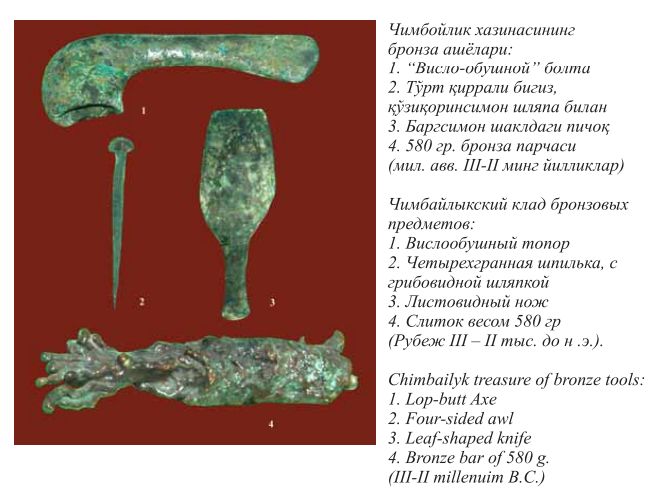 Чимбойлик хазинасининг
бронза ашёлари:
1. “Висло-обушной” болта
2. Тўрт қиррали бигиз,
қўзиқоринсимон шляпа билан
3. Баргсимон шаклдаги пичоқ
4. 580 гр. бронза парчаси
(мил. авв. III-II минг йилликлар)
Чимбайлыкский клад бронзовых
предметов:
1. Вислообушный топор
2. Четырехгранная шпилька, с
грибовидной шляпкой
3. Листовидный нож
4. Слиток весом 580 гр
(Рубеж III – II тыс. до н .э.).
Chimbailyk treasure of bronze tools:
1. Lop-butt Axe
2. Four-sided awl
3. Leaf-shaped knife
4. Bronze bar of 580 g.
(III-II millenuim B.C.)
1
2
3
4